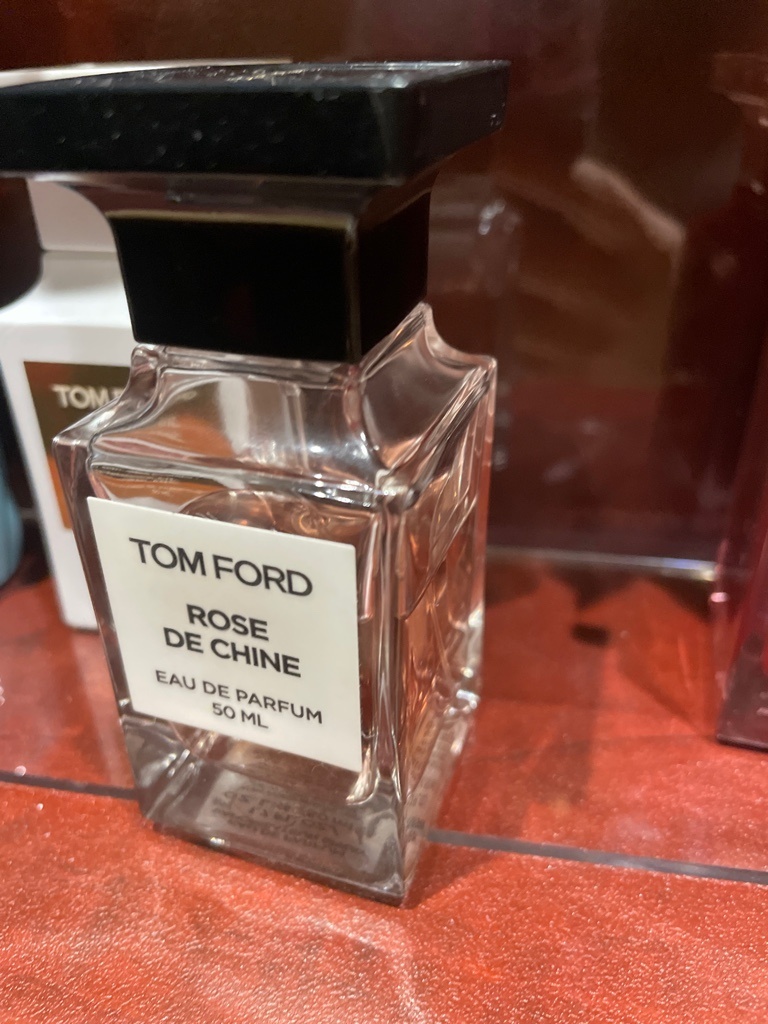 TOM FORD
ROSE
DE CHINE
EAU DE PARFUM
50 ML
TOM